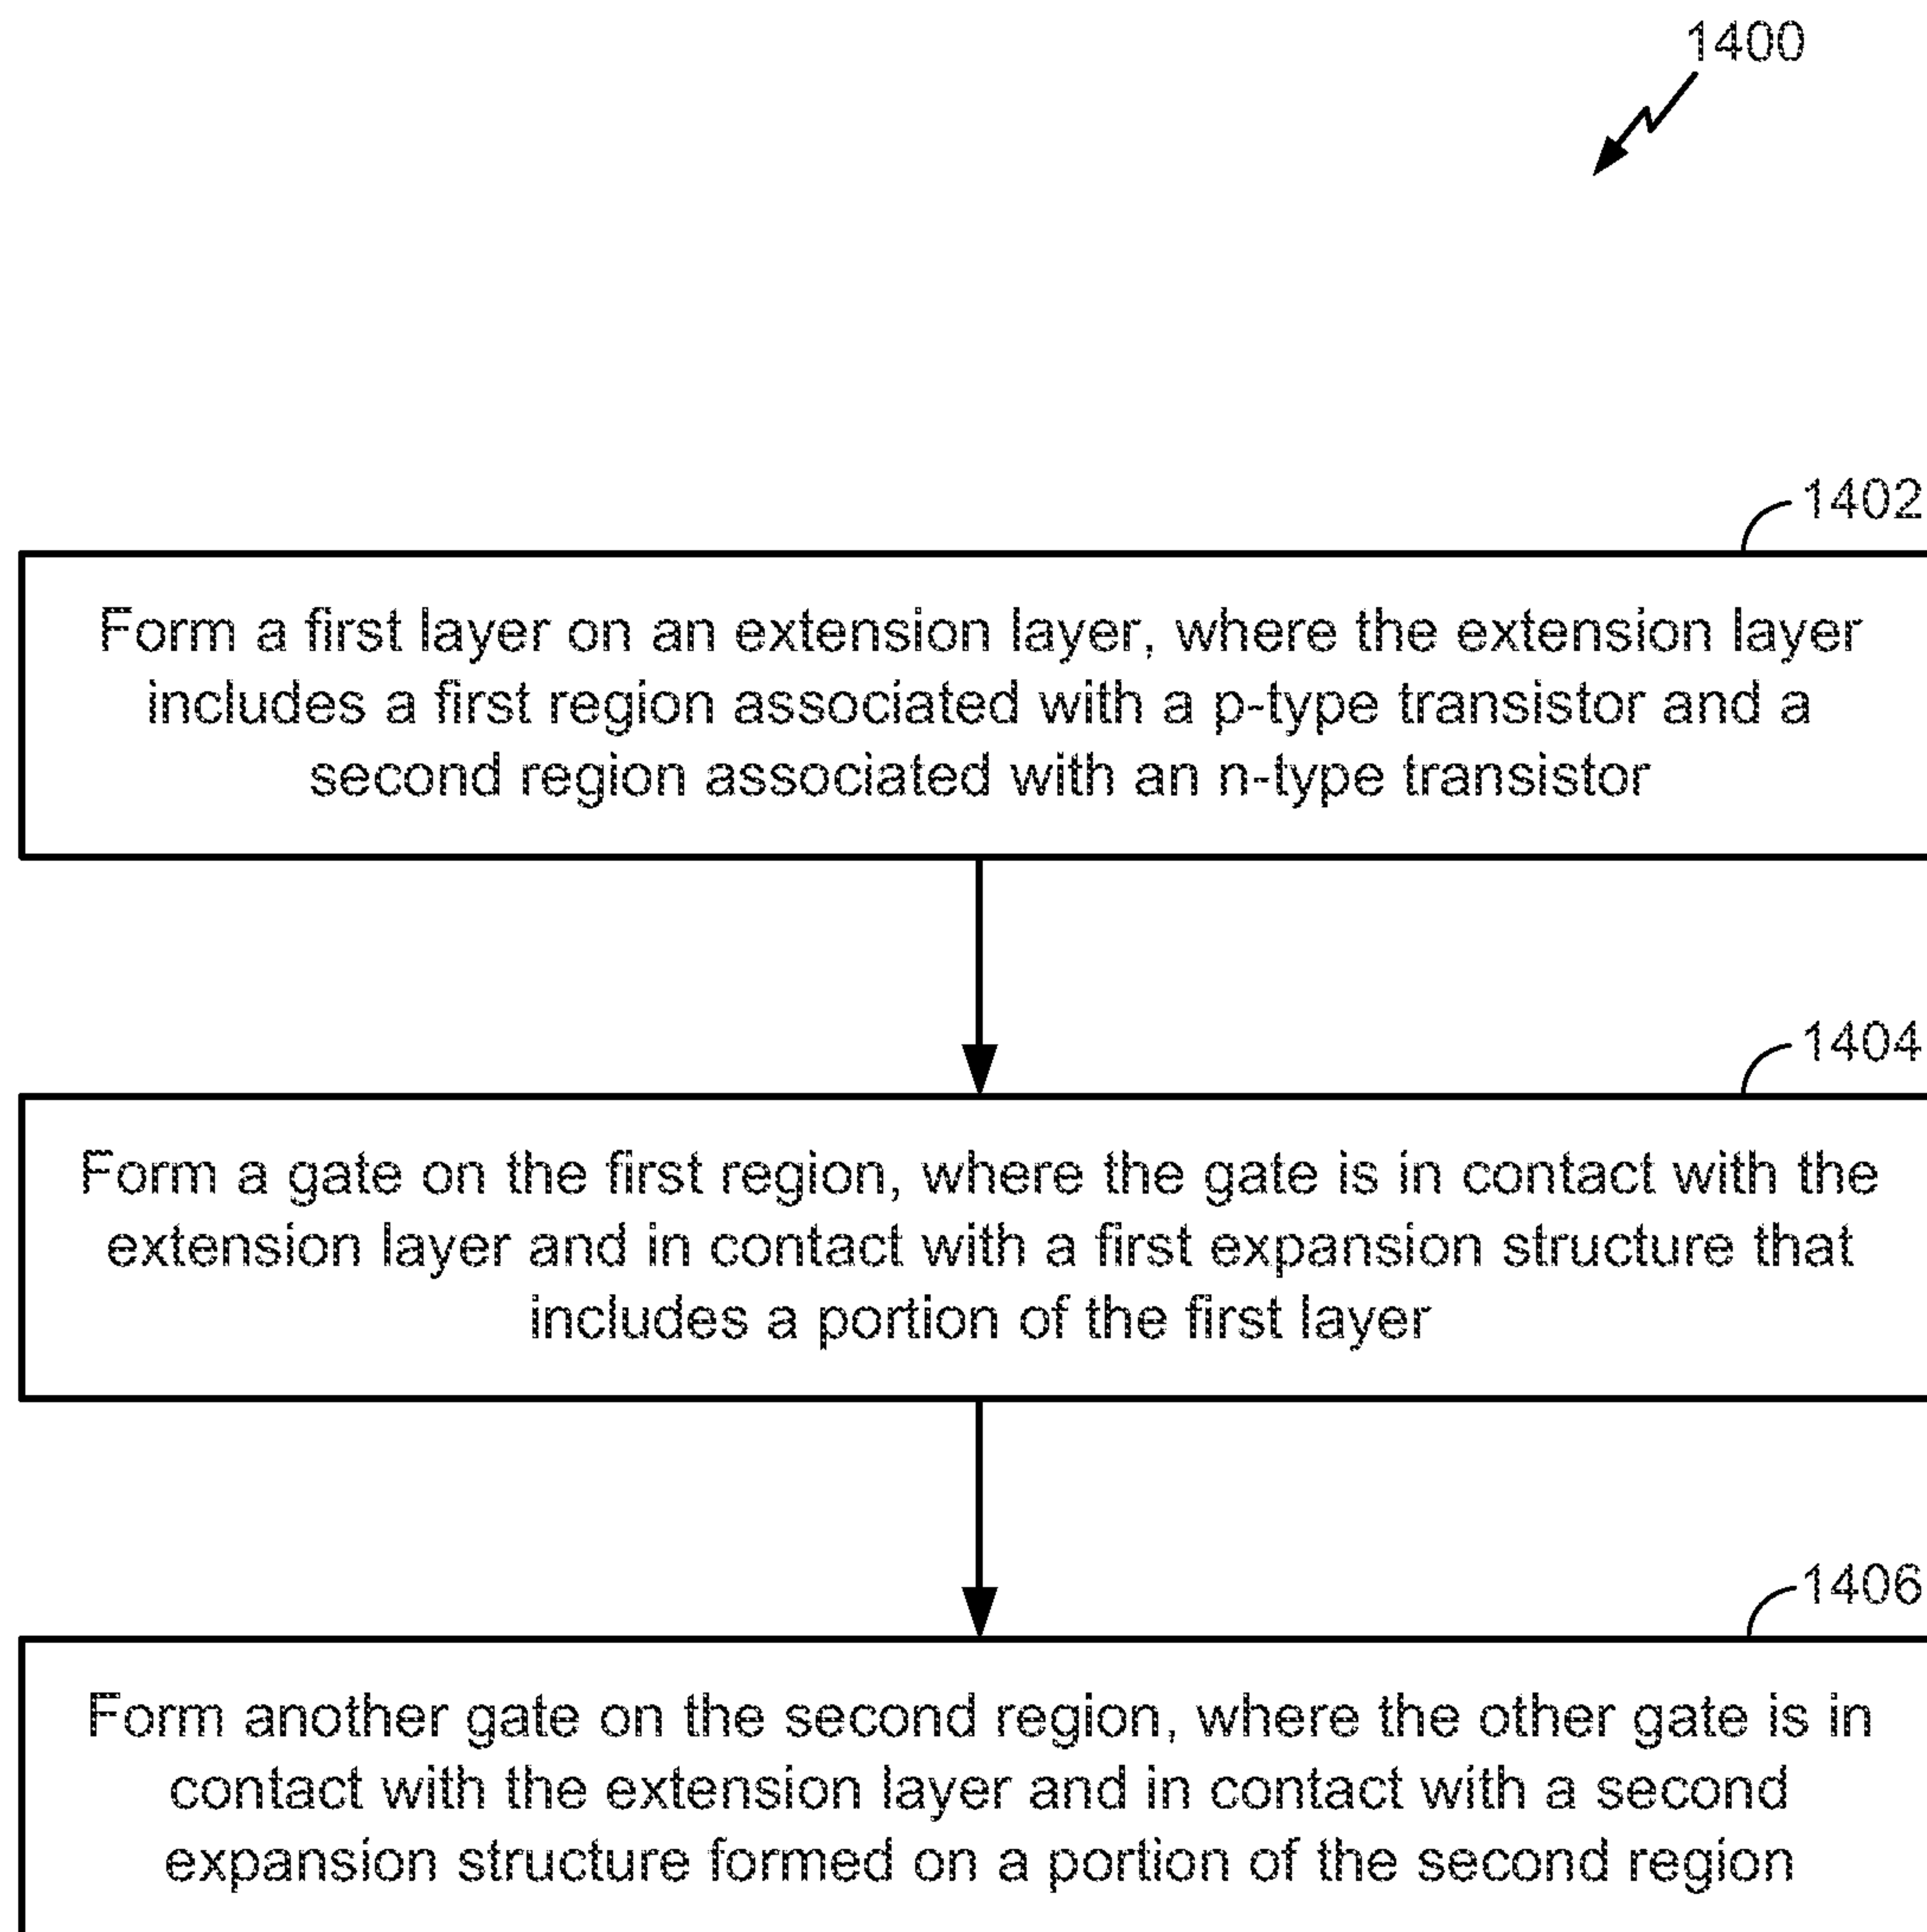 1400
1402
Form a first layer on an extension layer, where the extension layer
includes a first region associated with a p-type transistor and a
second region associated with an n-type transistor
1404
Form a gate on the first region, where the gate is in contact with the
extension layer and in contact with a first expansion structure that
includes a portion of the first layer
1406
Form another gate on the second region, where the other gate is in
contact with the extension layer and in contact with a second
expansion structure formed on a portion of the second region